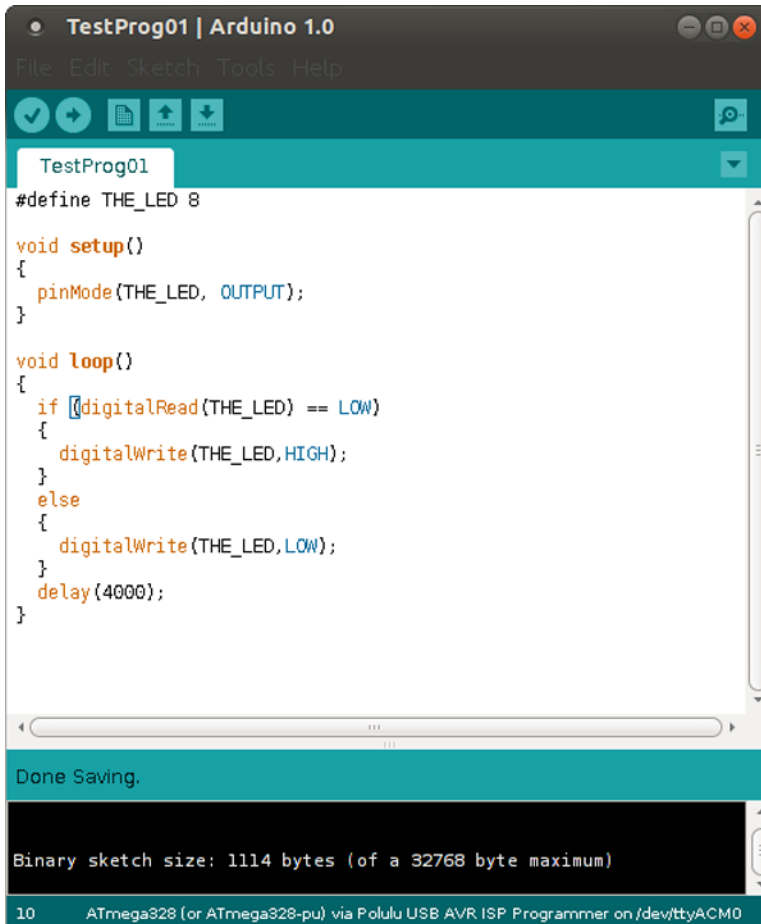 TestProg01 | Arduino 1.0
File Edit Sketch Tools Help
TestProg01
#define THE_LED 8
void setup()
{
  pinMode(THE_LED, OUTPUT);
}
void loop()
{
  if (digitalRead(THE_LED) == LOW)
  {
    digitalWrite(THE_LED,HIGH);
  }
  else
  {
    digitalWrite(THE_LED,LOW);
  }
  delay(4000);
}
Done Saving.
Binary sketch size: 1114 bytes (of a 32768 byte maximum)
10 ATmega328 (or ATmega328-pu) via Polulu USB AVR ISP Programmer on /dev/ttyACM0